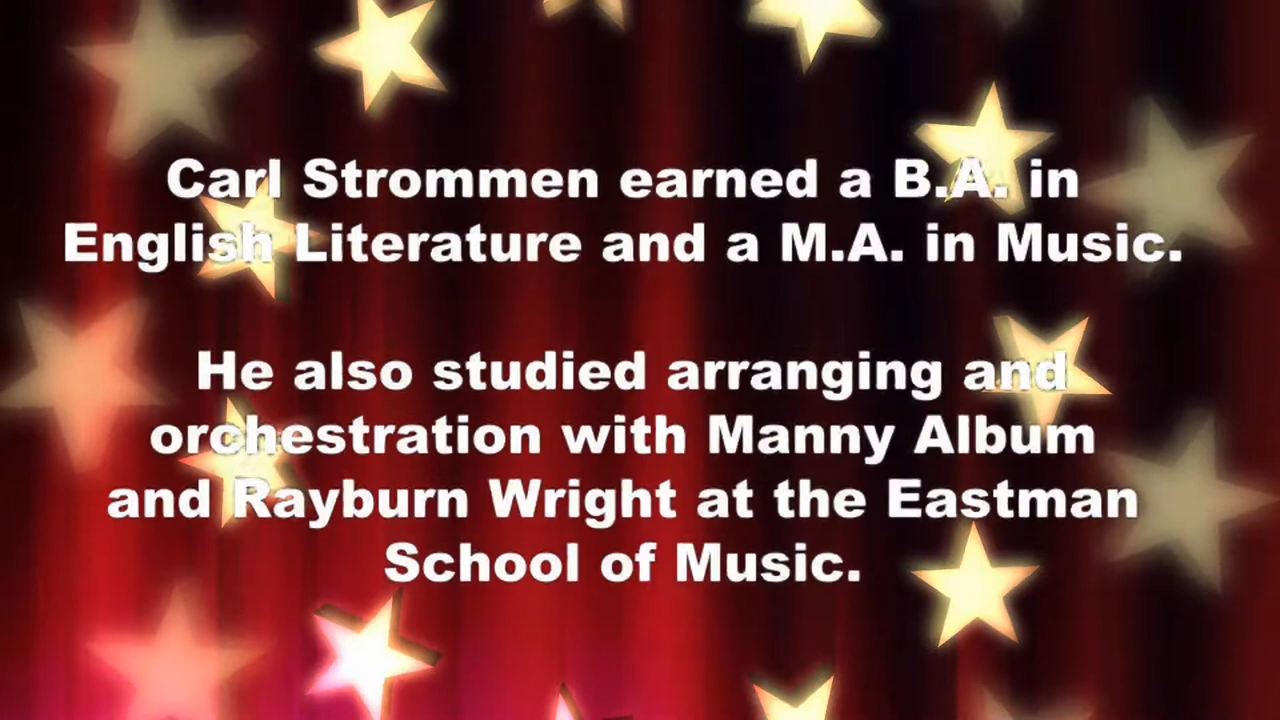 Carl Strommen earned a B.A. in
English Literature and a M.A. in Music.
He also studied arranging and
orchestration with Manny Album
and Rayburn Wright at the Eastman
School of Music.